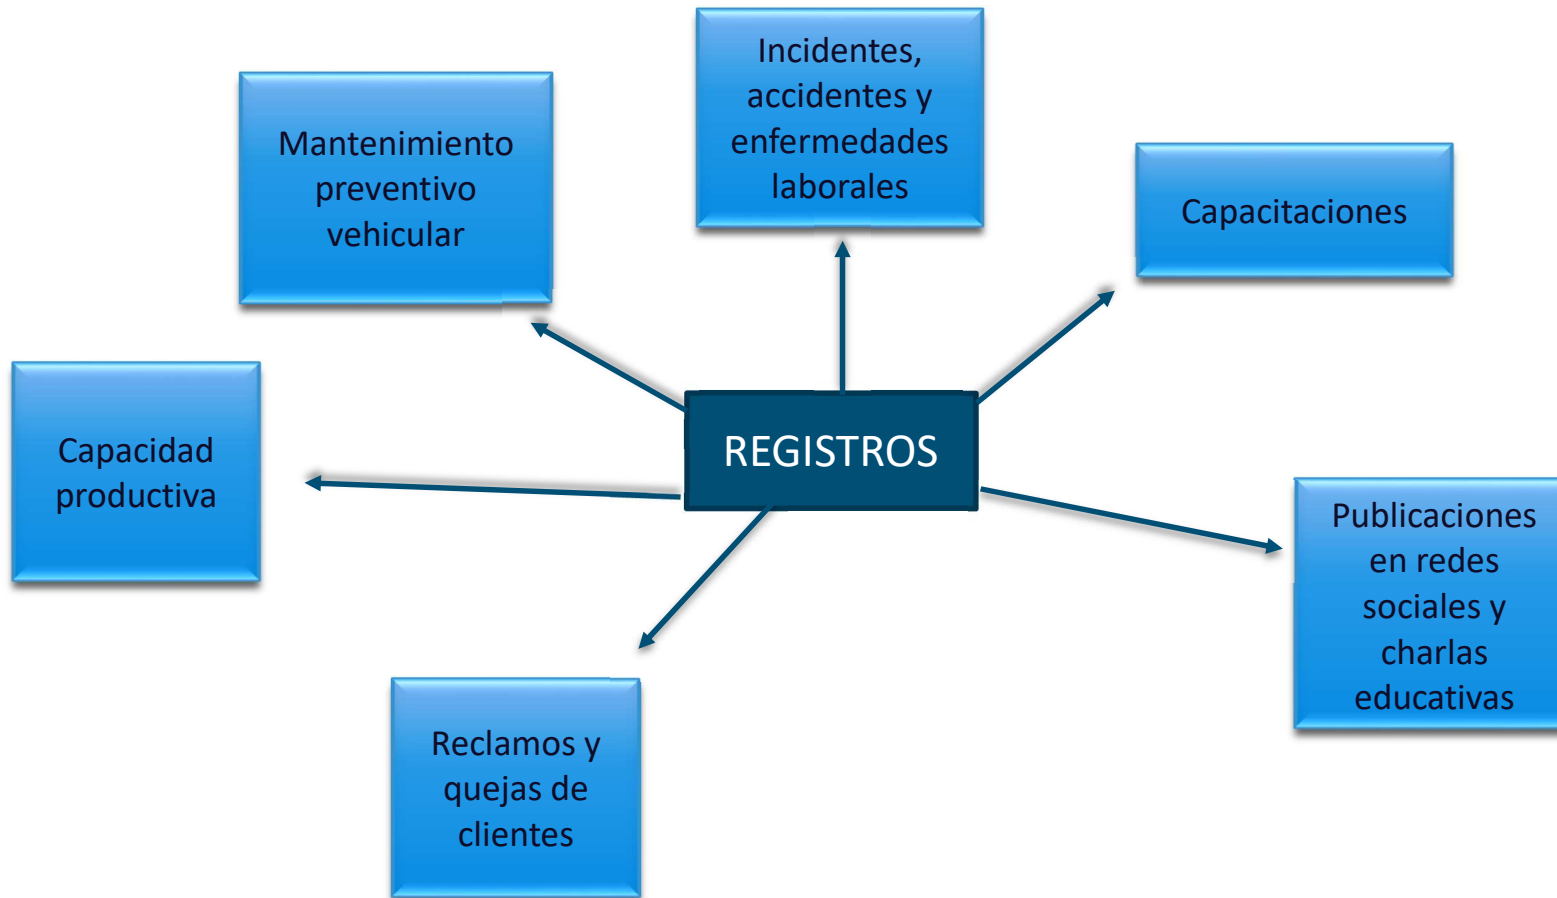 Incidentes,
accidentes y
enfermedades
laborales
Mantenimiento
preventivo
vehicular
Capacitaciones
Capacidad
productiva
REGISTROS
Publicaciones
en redes
sociales y
charlas
educativas
Reclamos y
quejas de
clientes